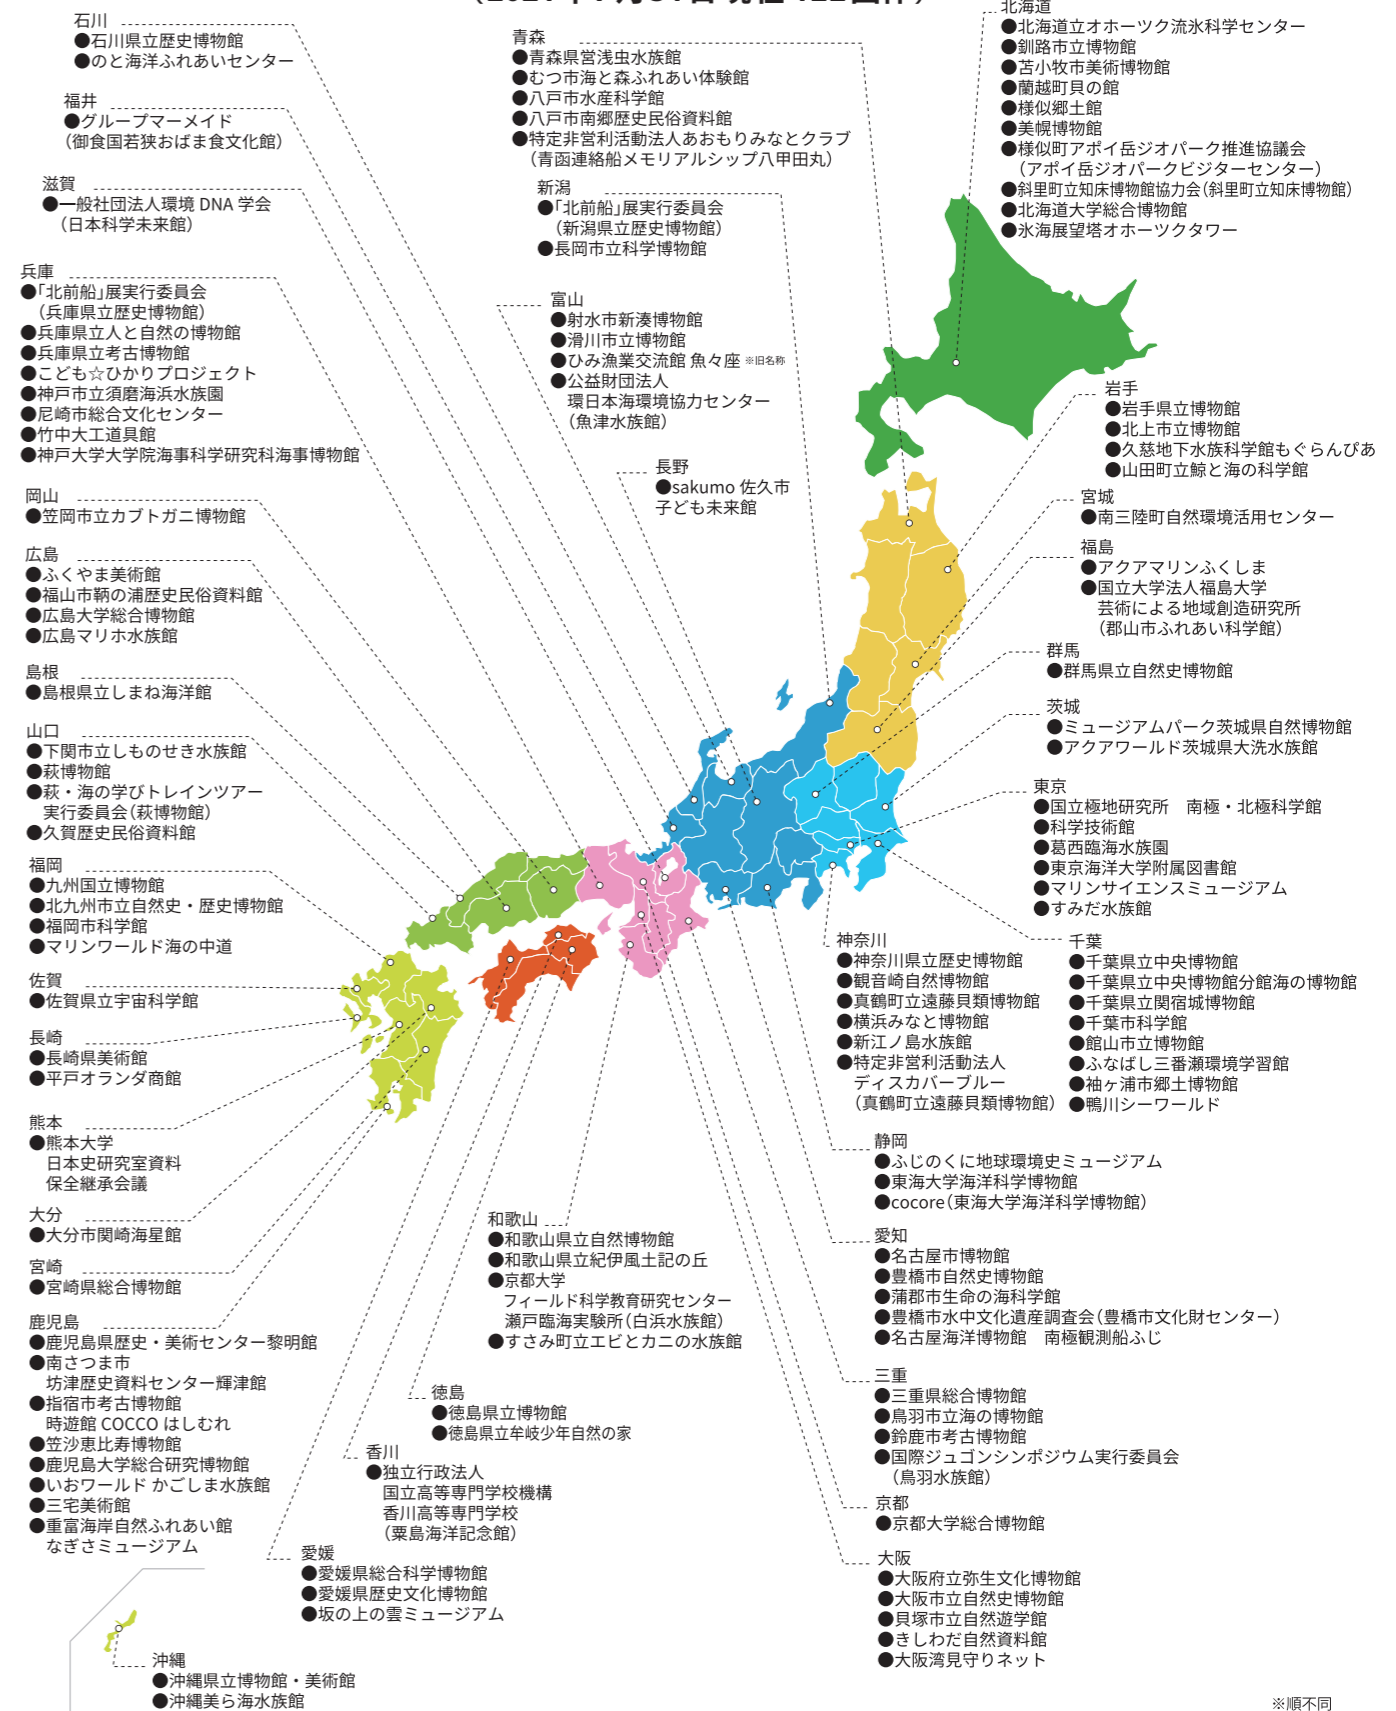 石川
●石川県立歴史博物館
●のと海洋ふれあいセンター
福井
●グループマーメイド
（御食国若狭おばま食文化館）
滋賀
●一般社団法人環境 DNA 学会
（日本科学未来館）
兵庫
●「北前船」展実行委員会
（兵庫県立歴史博物館）
●兵庫県立人と自然の博物館
●兵庫県立考古博物館
●こども☆ひかりプロジェクト
●神戸市立須磨海浜水族園
●尼崎市総合文化センター
●竹中大工道具館
●神戸大学大学院海事科学研究科海事博物館
岡山
●笠岡市立カブトガニ博物館
広島
●ふくやま美術館
●福山市鞆の浦歴史民俗資料館
●広島大学総合博物館
●広島マリホ水族館
島根
●島根県立しまね海洋館
山口
●下関市立しものせき水族館
●萩博物館
●萩・海の学びトレインツアー
実行委員会（萩博物館）
●久賀歴史民俗資料館
福岡
●九州国立博物館
●北九州市立自然史・歴史博物館
●福岡市科学館
●マリンワールド海の中道
佐賀
●佐賀県立宇宙科学館
長崎
●長崎県美術館
●平戸オランダ商館
熊本
●熊本大学
日本史研究室資料
保全継承会議
大分
●大分市関崎海星館
宮崎
●宮崎県総合博物館
鹿児島
●鹿児島県歴史・美術センター黎明館
●南さつま市
坊津歴史資料センター輝津館
●指宿市考古博物館
時遊館 COCCO はしむれ
●笠沙恵比寿博物館
●鹿児島大学総合研究博物館
●いおワールド かごしま水族館
●三宅美術館
●重富海岸自然ふれあい館
なぎさミュージアム
沖縄
●沖縄県立博物館・美術館
●沖縄美ら海水族館
青森
●青森県営浅虫水族館
●むつ市海と森ふれあい体験館
●八戸市水産科学館
●八戸市南郷歴史民俗資料館
●特定非営利活動法人あおもりみなとクラブ
（青函連絡船メモリアルシップ八甲田丸）
新潟
●「北前船」展実行委員会
（新潟県立歴史博物館）
●長岡市立科学博物館
富山
●射水市新湊博物館
●滑川市立博物館
●ひみ漁業交流館 魚々座 ※旧名称
●公益財団法人
環日本海環境協力センター
（魚津水族館）
長野
●sakumo 佐久市
子ども未来館
北海道
●北海道立オホーツク流氷科学センター
●釧路市立博物館
●苫小牧市美術博物館
●蘭越町貝の館
●様似郷土館
●美幌博物館
●様似町アポイ岳ジオパーク推進協議会
（アポイ岳ジオパークビジターセンター）
●斜里町立知床博物館協力会（斜里町立知床博物館）
●北海道大学総合博物館
●氷海展望塔オホーツクタワー
岩手
●岩手県立博物館
●北上市立博物館
●久慈地下水族科学館もぐらんぴあ
●山田町立鯨と海の科学館
宮城
●南三陸町自然環境活用センター
福島
●アクアマリンふくしま
●国立大学法人福島大学
芸術による地域創造研究所
（郡山市ふれあい科学館）
群馬
●群馬県立自然史博物館
茨城
●ミュージアムパーク茨城県自然博物館
●アクアワールド茨城県大洗水族館
東京
●国立極地研究所　南極・北極科学館
●科学技術館
●葛西臨海水族園
●東京海洋大学附属図書館
●マリンサイエンスミュージアム
●すみだ水族館
神奈川
●神奈川県立歴史博物館
●観音崎自然博物館
●真鶴町立遠藤貝類博物館
●横浜みなと博物館
●新江ノ島水族館
●特定非営利活動法人
ディスカバーブルー
（真鶴町立遠藤貝類博物館）
千葉
●千葉県立中央博物館
●千葉県立中央博物館分館海の博物館
●千葉県立関宿城博物館
●千葉市科学館
●館山市立博物館
●ふなばし三番瀬環境学習館
●袖ヶ浦市郷土博物館
●鴨川シーワールド
静岡
●ふじのくに地球環境史ミュージアム
●東海大学海洋科学博物館
●cocore（東海大学海洋科学博物館）
愛知
●名古屋市博物館
●豊橋市自然史博物館
●蒲郡市生命の海科学館
●豊橋市水中文化遺産調査会（豊橋市文化財センター）
●名古屋海洋博物館　南極観測船ふじ
三重
●三重県総合博物館
●鳥羽市立海の博物館
●鈴鹿市考古博物館
●国際ジュゴンシンポジウム実行委員会
（鳥羽水族館）
京都
●京都大学総合博物館
大阪
●大阪府立弥生文化博物館
●大阪市立自然史博物館
●貝塚市立自然遊学館
●きしわだ自然資料館
●大阪湾見守りネット
和歌山
●和歌山県立自然博物館
●和歌山県立紀伊風土記の丘
●京都大学
フィールド科学教育研究センター
瀬戸臨海実験所（白浜水族館）
●すさみ町立エビとカニの水族館
徳島
●徳島県立博物館
●徳島県立牟岐少年自然の家
香川
●独立行政法人
国立高等専門学校機構
香川高等専門学校
（粟島海洋記念館）
愛媛
●愛媛県総合科学博物館
●愛媛県歴史文化博物館
●坂の上の雲ミュージアム
※順不同